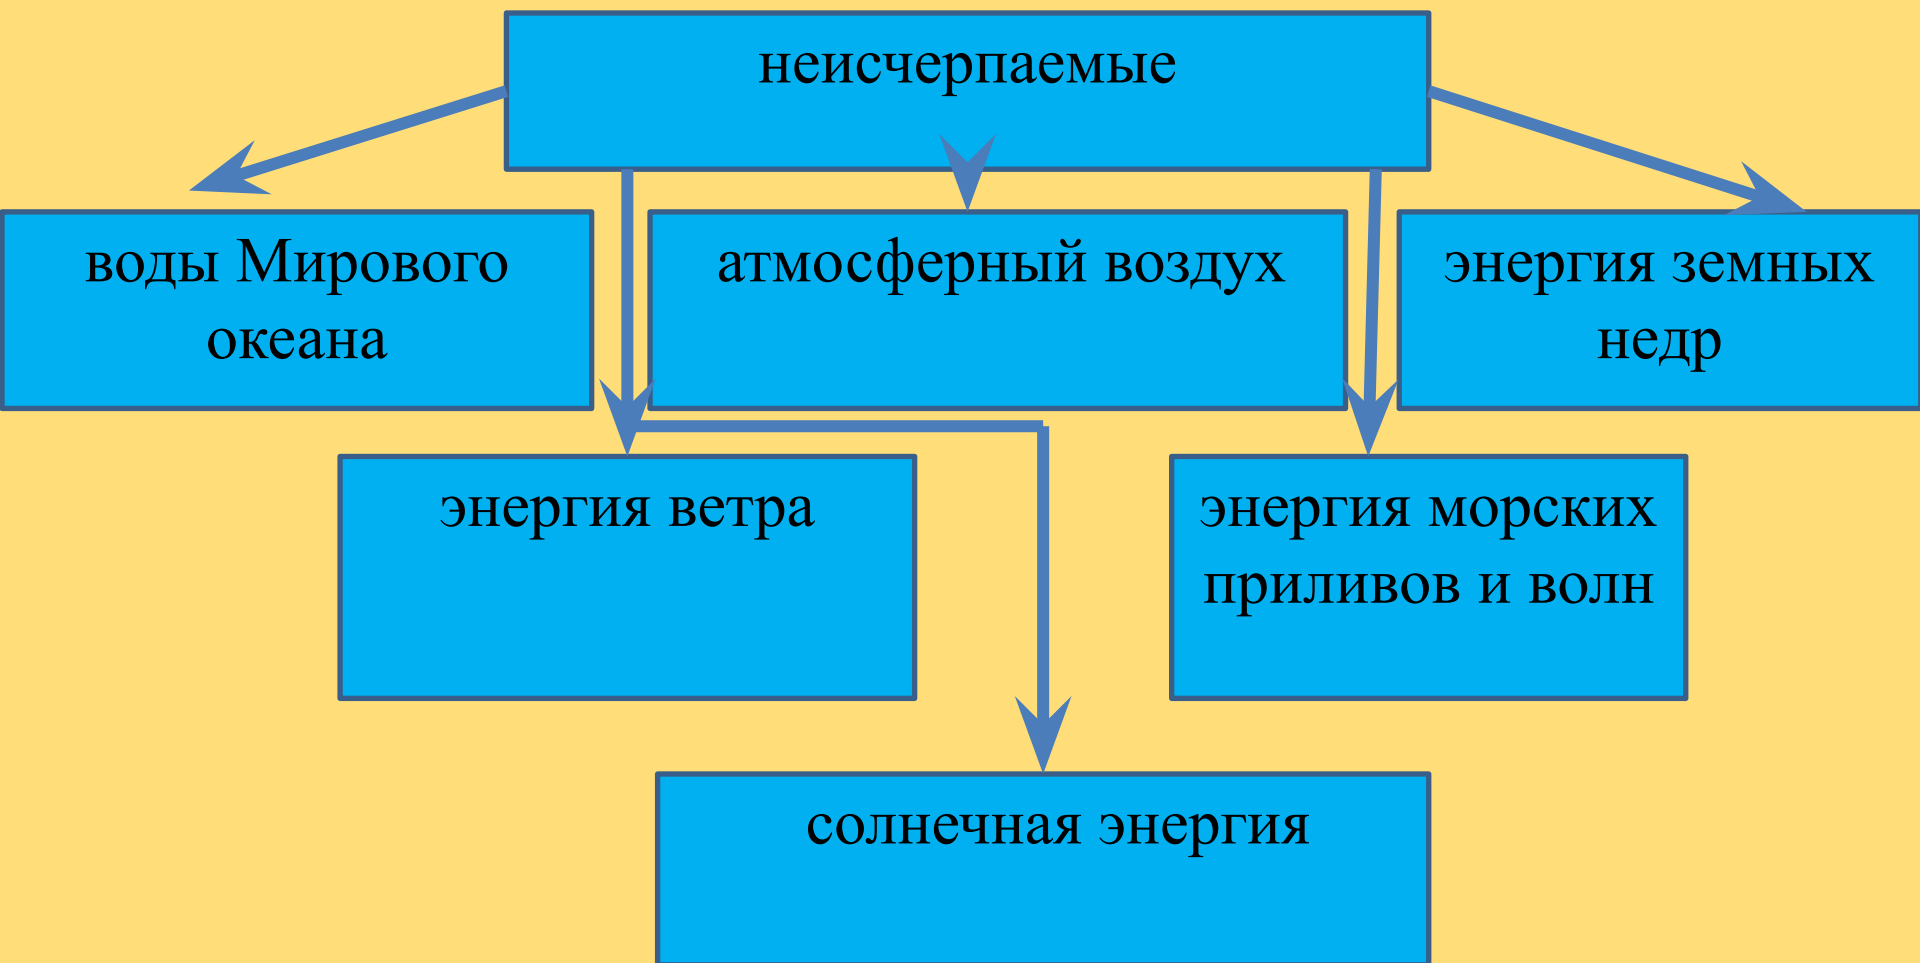 неисчерпаемые
воды Мирового
океана
атмосферный воздух
энергия земных
недр
энергия ветра
энергия морских
приливов и волн
солнечная энергия